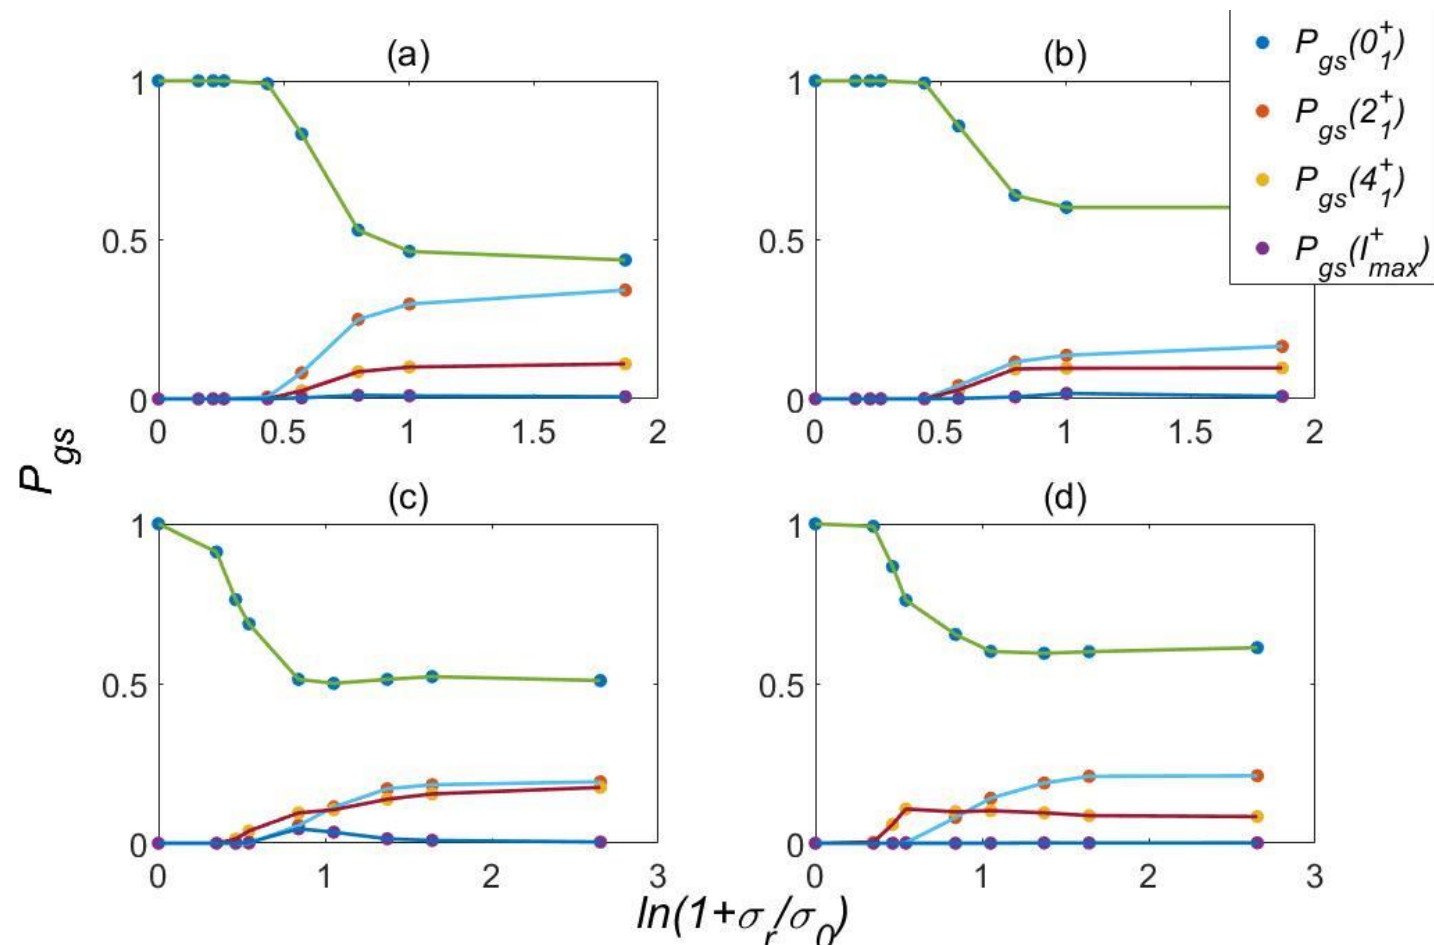 (a)
1
0.5
0
0 0.5 1 1.5 2
(b)
1
0.5
0
0 0.5 1 1.5 2
P_gs(0_1^+)
P_gs(2_1^+)
P_gs(4_1^+)
P_gs(I_max^+)
P_gs
(c)
1
0.5
0
0 1 2 3
(d)
1
0.5
0
0 1 2 3
ln(1+σ_r/σ_0)